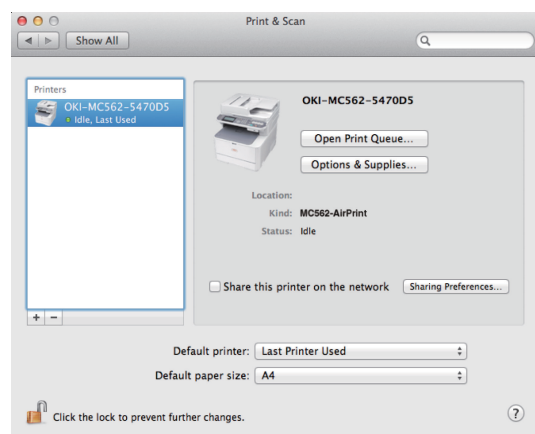 Print & Scan
Show All
Printers
OKI-MC562-5470D5
Idle, Last Used
+ −
OKI-MC562-5470D5
Open Print Queue...
Options & Supplies...
Location:
Kind: MC562-AirPrint
Status: Idle
Share this printer on the network Sharing Preferences...
Default printer: Last Printer Used
Default paper size: A4
Click the lock to prevent further changes.
?